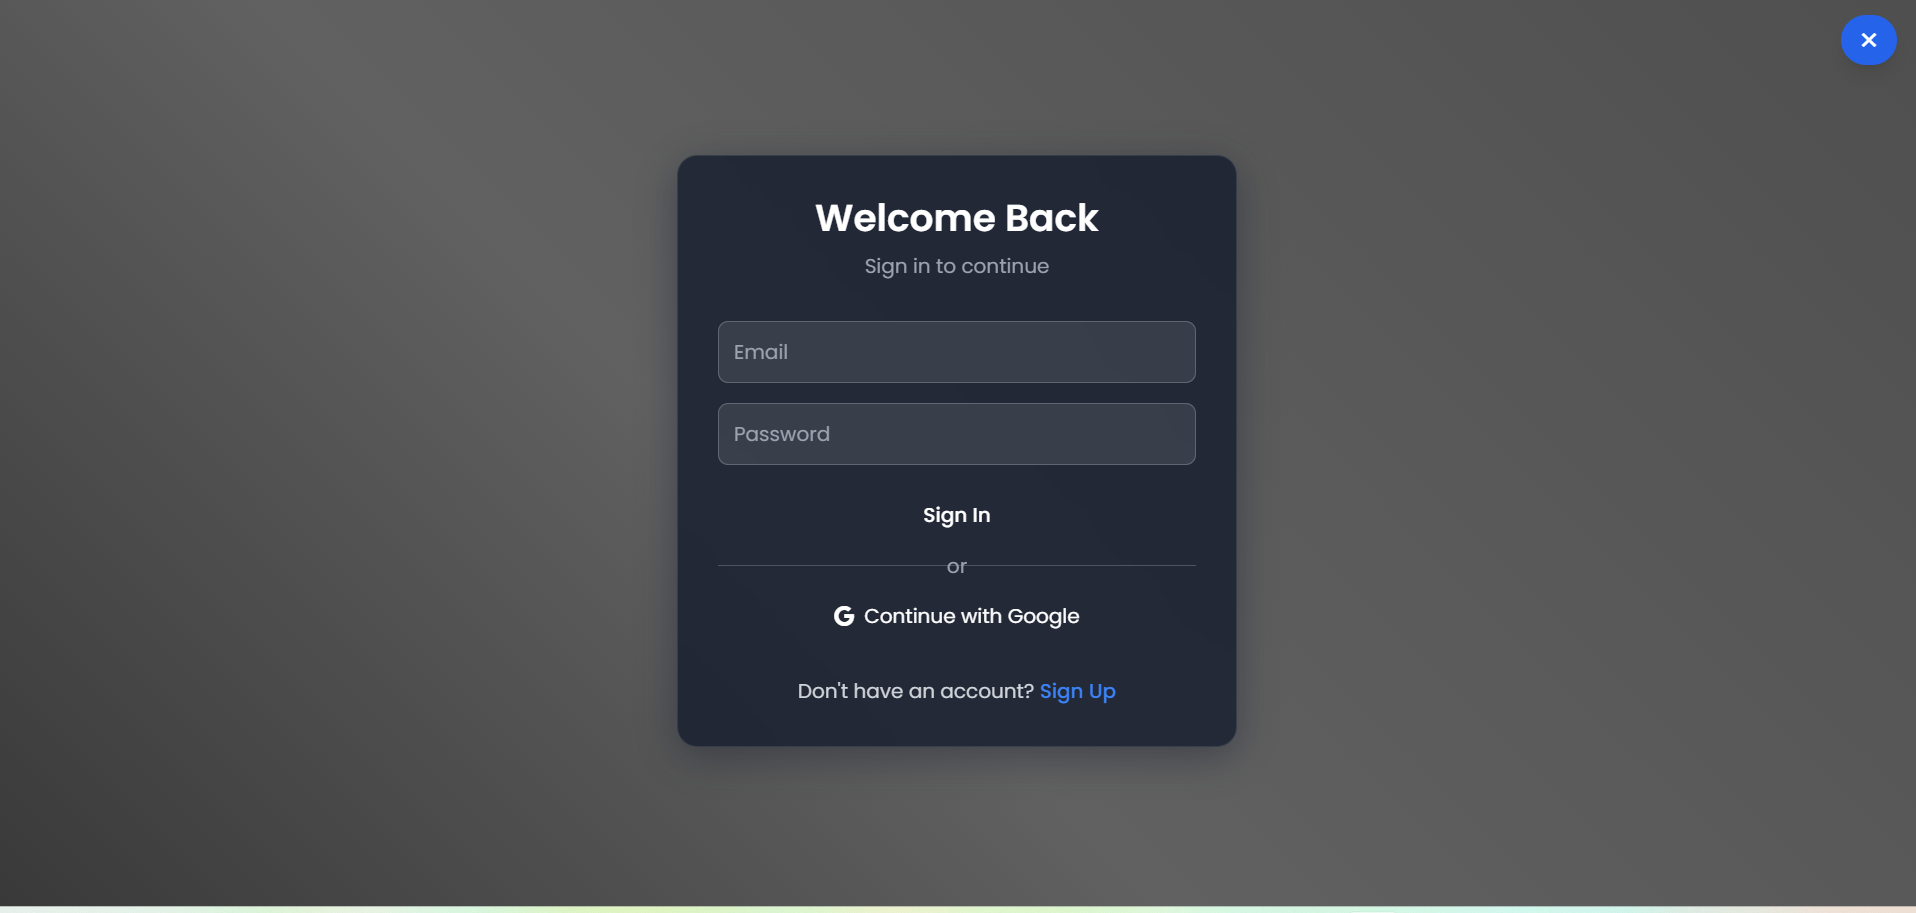 Welcome Back
Sign in to continue
Email
Password
Sign In
or
Continue with Google
Don't have an account? Sign Up